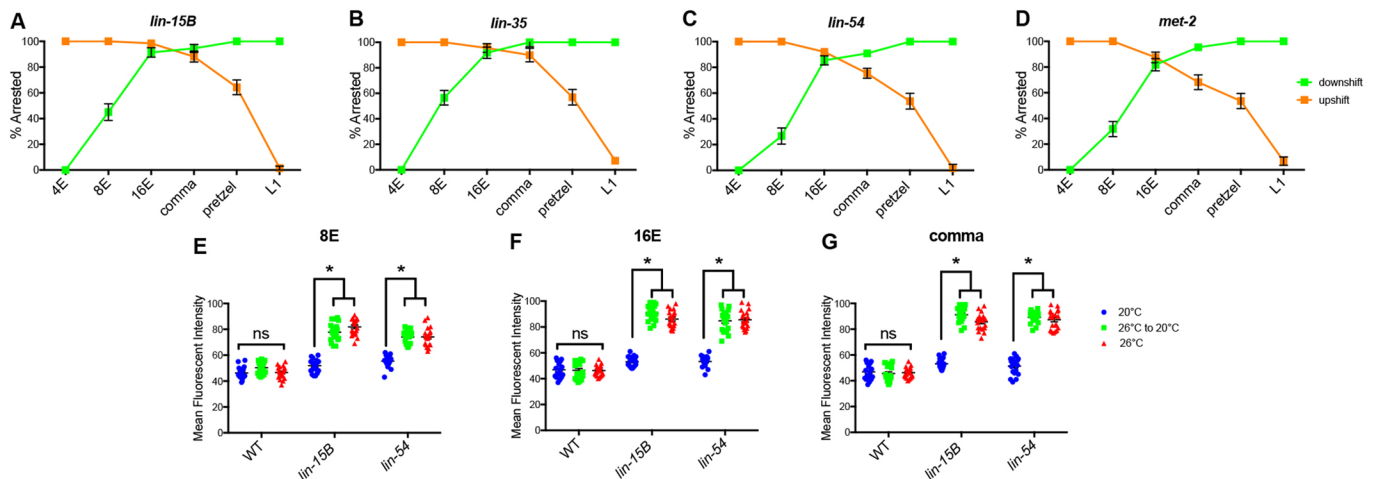 A
lin-15B
% Arrested
100
80
60
40
20
0
4E
8E
16E
comma
pretzel
L1
B
lin-35
% Arrested
100
80
60
40
20
0
4E
8E
16E
comma
pretzel
L1
C
lin-54
% Arrested
100
80
60
40
20
0
4E
8E
16E
comma
pretzel
L1
D
met-2
% Arrested
100
80
60
40
20
0
4E
8E
16E
comma
pretzel
L1
downshift
upshift
E
8E
Mean Fluorescent Intensity
100
80
60
40
20
0
ns
*
*
WT
lin-15B
lin-54
F
16E
Mean Fluorescent Intensity
100
80
60
40
20
0
ns
*
*
WT
lin-15B
lin-54
G
comma
Mean Fluorescent Intensity
100
80
60
40
20
0
ns
*
*
WT
lin-15B
lin-54
20°C
26°C to 20°C
26°C